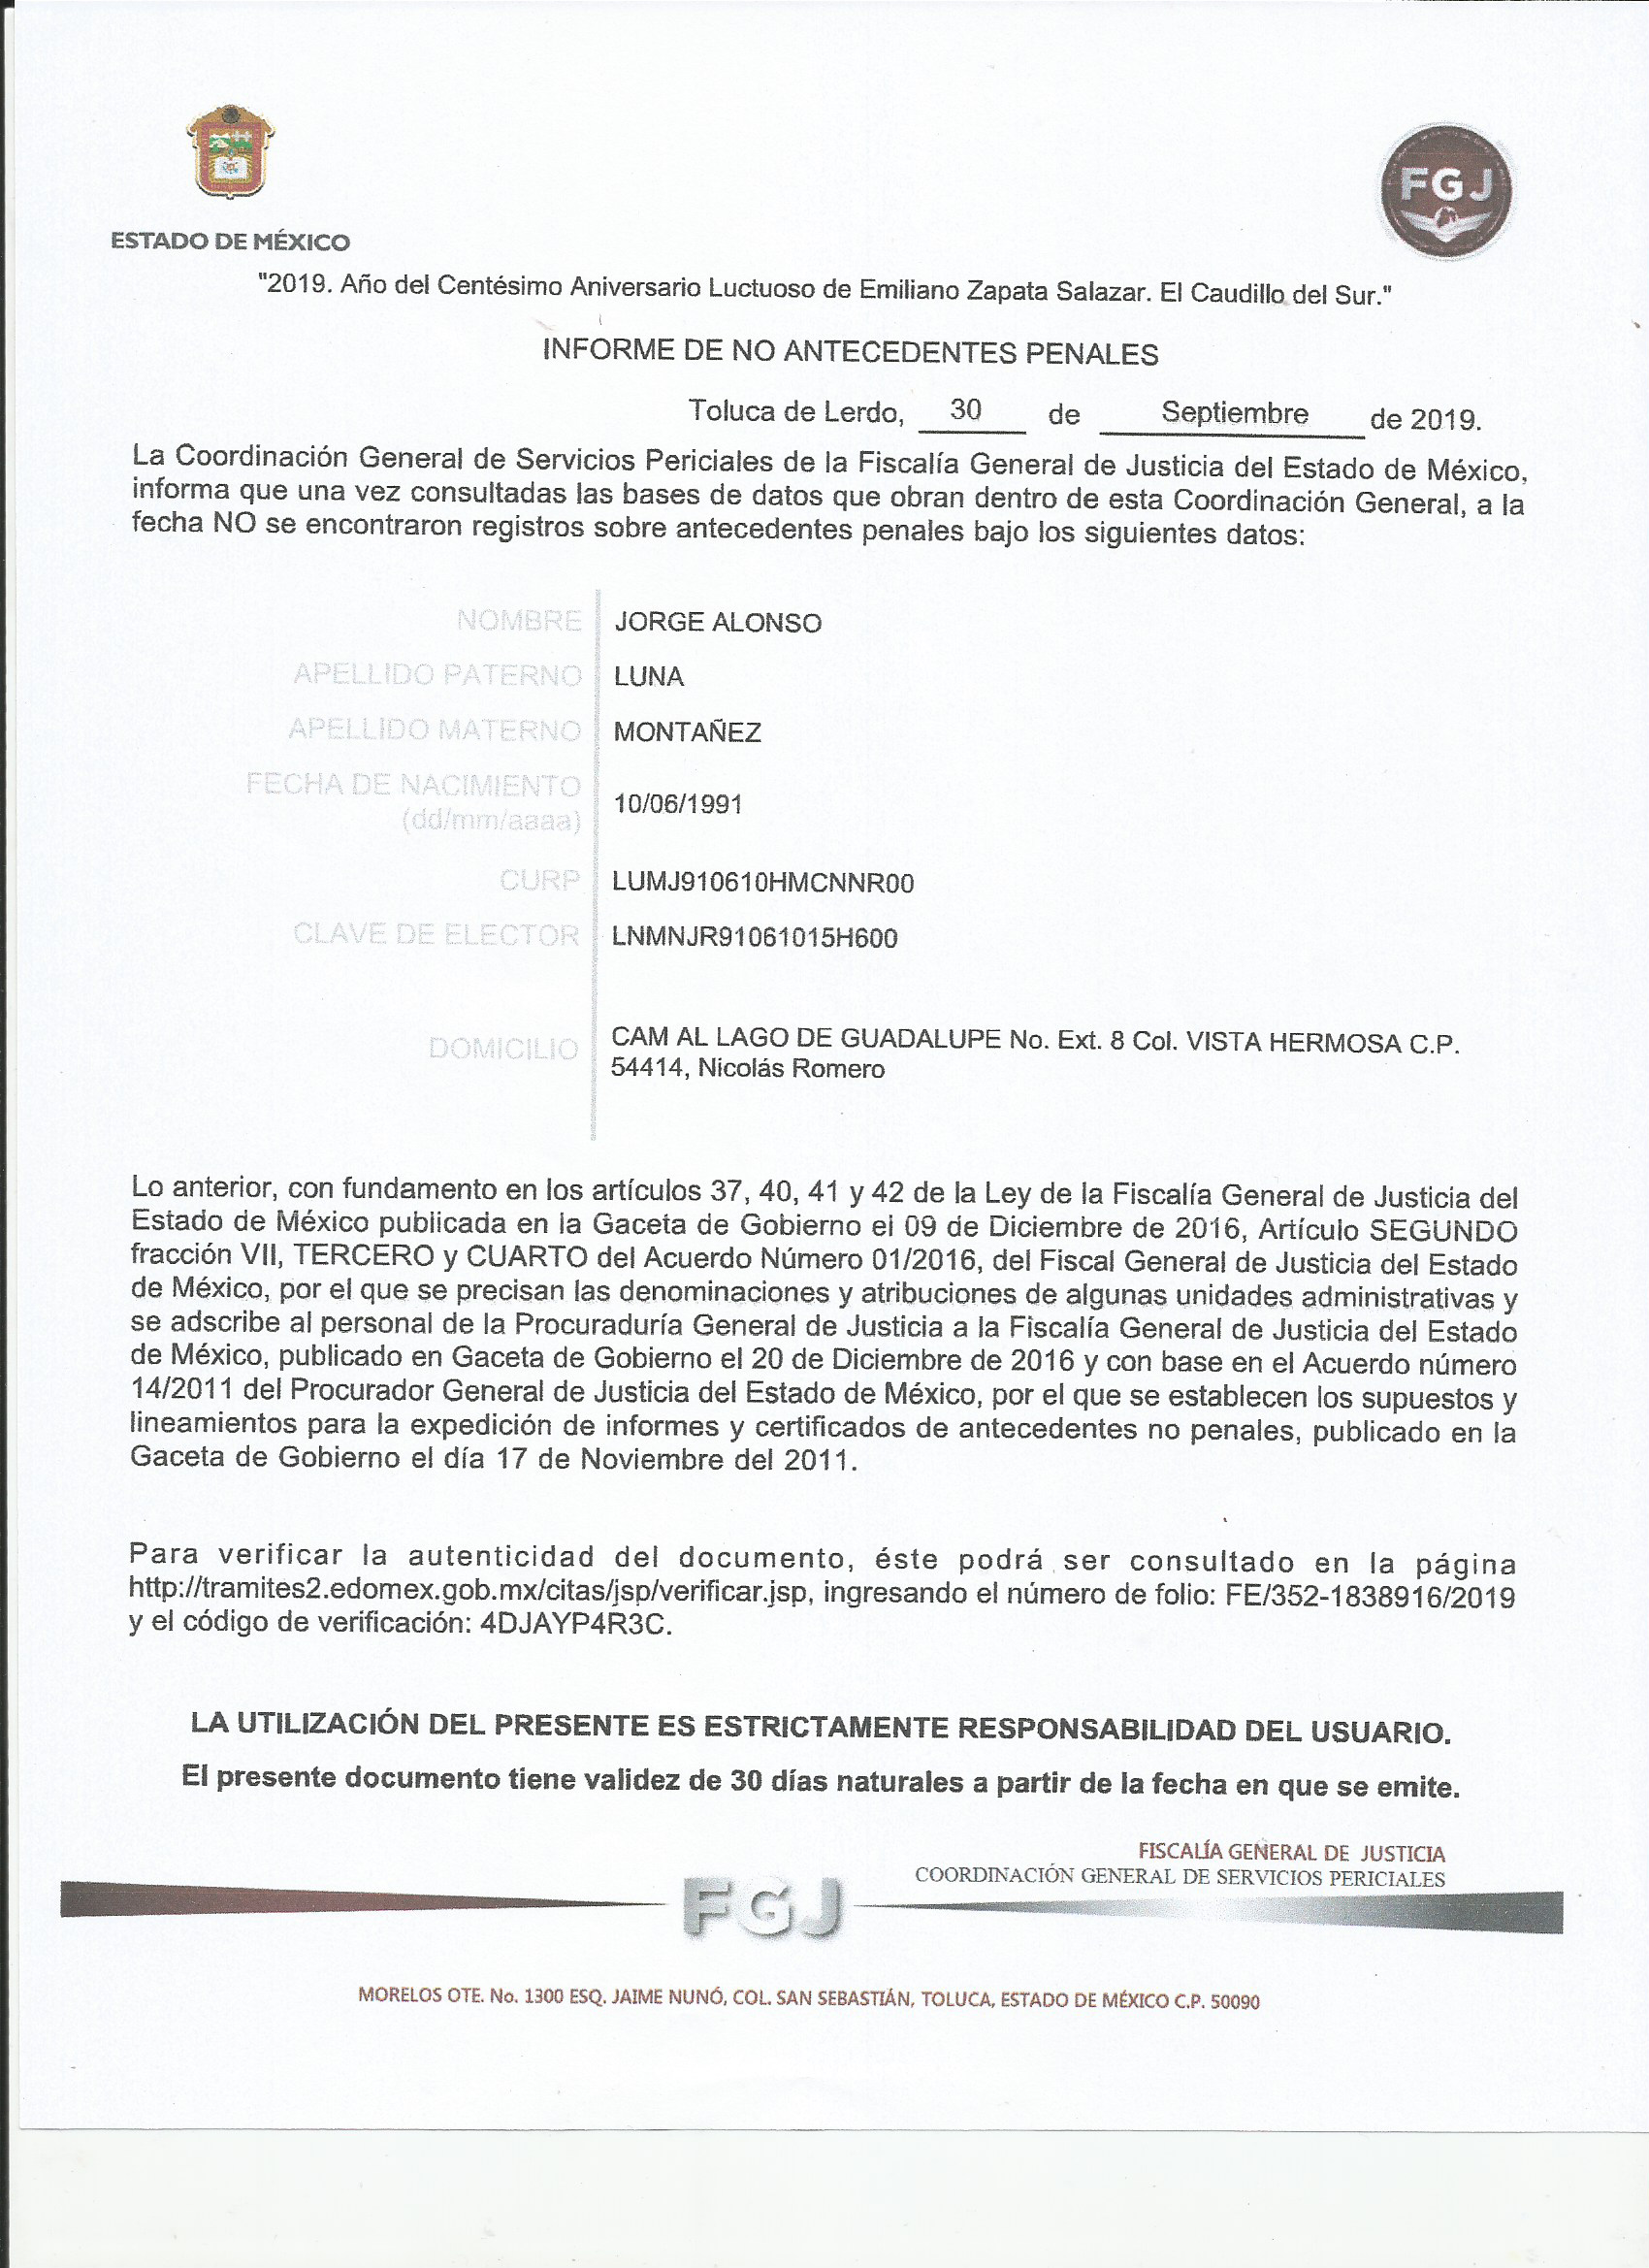 ESTADO DE MÉXICO
FGJ
"2019. Año del Centésimo Aniversario Luctuoso de Emiliano Zapata Salazar. El Caudillo del Sur."
INFORME DE NO ANTECEDENTES PENALES
Toluca de Lerdo, 30 de Septiembre de 2019.
La Coordinación General de Servicios Periciales de la Fiscalía General de Justicia del Estado de México,
informa que una vez consultadas las bases de datos que obran dentro de esta Coordinación General, a la
fecha NO se encontraron registros sobre antecedentes penales bajo los siguientes datos:
NOMBRE JORGE ALONSO
APELLIDO PATERNO LUNA
APELLIDO MATERNO MONTAÑEZ
FECHA DE NACIMIENTO
(dd/mm/aaaa) 10/06/1991
CURP LUMJ910610HMCNNR00
CLAVE DE ELECTOR LNMNJR91061015H600
DOMICILIO CAM AL LAGO DE GUADALUPE No. Ext. 8 Col. VISTA HERMOSA C.P.
54414, Nicolás Romero
Lo anterior, con fundamento en los artículos 37, 40, 41 y 42 de la Ley de la Fiscalía General de Justicia del
Estado de México publicada en la Gaceta de Gobierno el 09 de Diciembre de 2016, Artículo SEGUNDO
fracción VII, TERCERO y CUARTO del Acuerdo Número 01/2016, del Fiscal General de Justicia del Estado
de México, por el que se precisan las denominaciones y atribuciones de algunas unidades administrativas y
se adscribe al personal de la Procuraduría General de Justicia a la Fiscalía General de Justicia del Estado
de México, publicado en Gaceta de Gobierno el 20 de Diciembre de 2016 y con base en el Acuerdo número
14/2011 del Procurador General de Justicia del Estado de México, por el que se establecen los supuestos y
lineamientos para la expedición de informes y certificados de antecedentes no penales, publicado en la
Gaceta de Gobierno el día 17 de Noviembre del 2011.
Para verificar la autenticidad del documento, éste podrá ser consultado en la página
http://tramites2.edomex.gob.mx/citas/jsp/verificar.jsp, ingresando el número de folio: FE/352-1838916/2019
y el código de verificación: 4DJAYP4R3C.
LA UTILIZACIÓN DEL PRESENTE ES ESTRICTAMENTE RESPONSABILIDAD DEL USUARIO.
El presente documento tiene validez de 30 días naturales a partir de la fecha en que se emite.
FISCALÍA GENERAL DE JUSTICIA
COORDINACIÓN GENERAL DE SERVICIOS PERICIALES
FGJ
MORELOS OTE. No. 1300 ESQ. JAIME NUNÓ, COL. SAN SEBASTIÁN, TOLUCA, ESTADO DE MÉXICO C.P. 50090